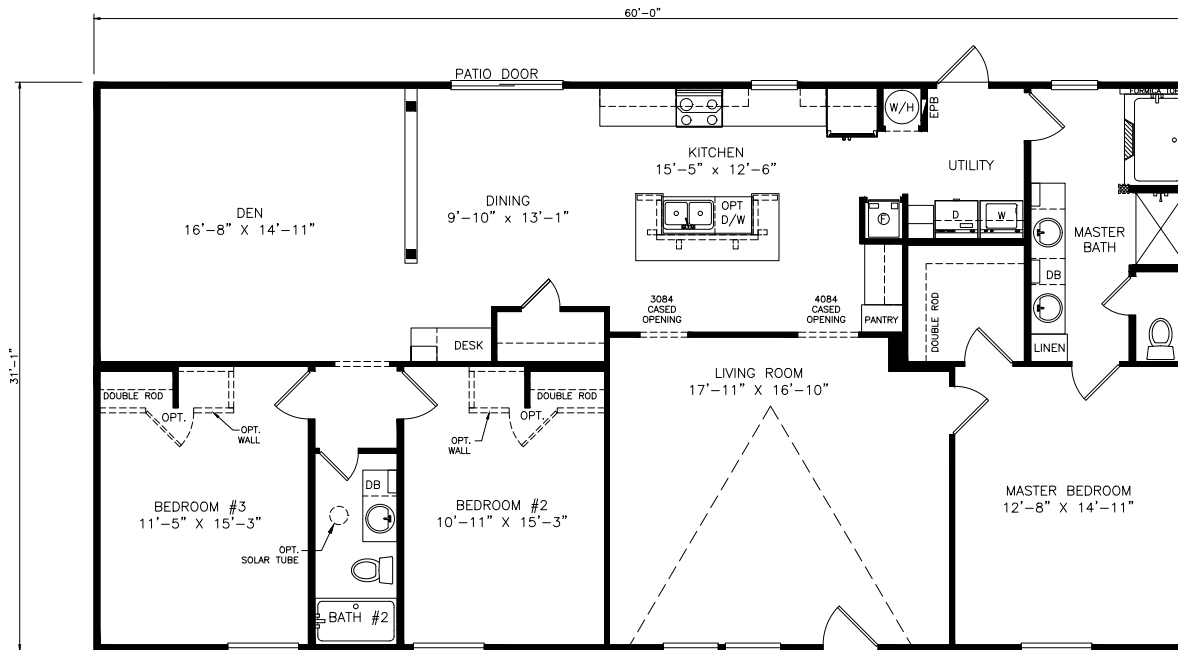 60'-0"
PATIO DOOR
FORMICA TOP
W/H
EPB
KITCHEN
15'-5" x 12'-6"
UTILITY
DEN
16'-8" X 14'-11"
DINING
9'-10" x 13'-1"
OPT
D/W
F
D
W
MASTER
BATH
DB
3084
CASED
OPENING
4084
CASED
OPENING
PANTRY
DOUBLE ROD
LINEN
DESK
31'-1"
LIVING ROOM
17'-11" X 16'-10"
DOUBLE ROD
OPT.
OPT.
WALL
DOUBLE ROD
OPT.
OPT.
WALL
DB
BEDROOM #3
11'-5" X 15'-3"
BEDROOM #2
10'-11" X 15'-3"
MASTER BEDROOM
12'-8" X 14'-11"
OPT.
SOLAR TUBE
BATH #2